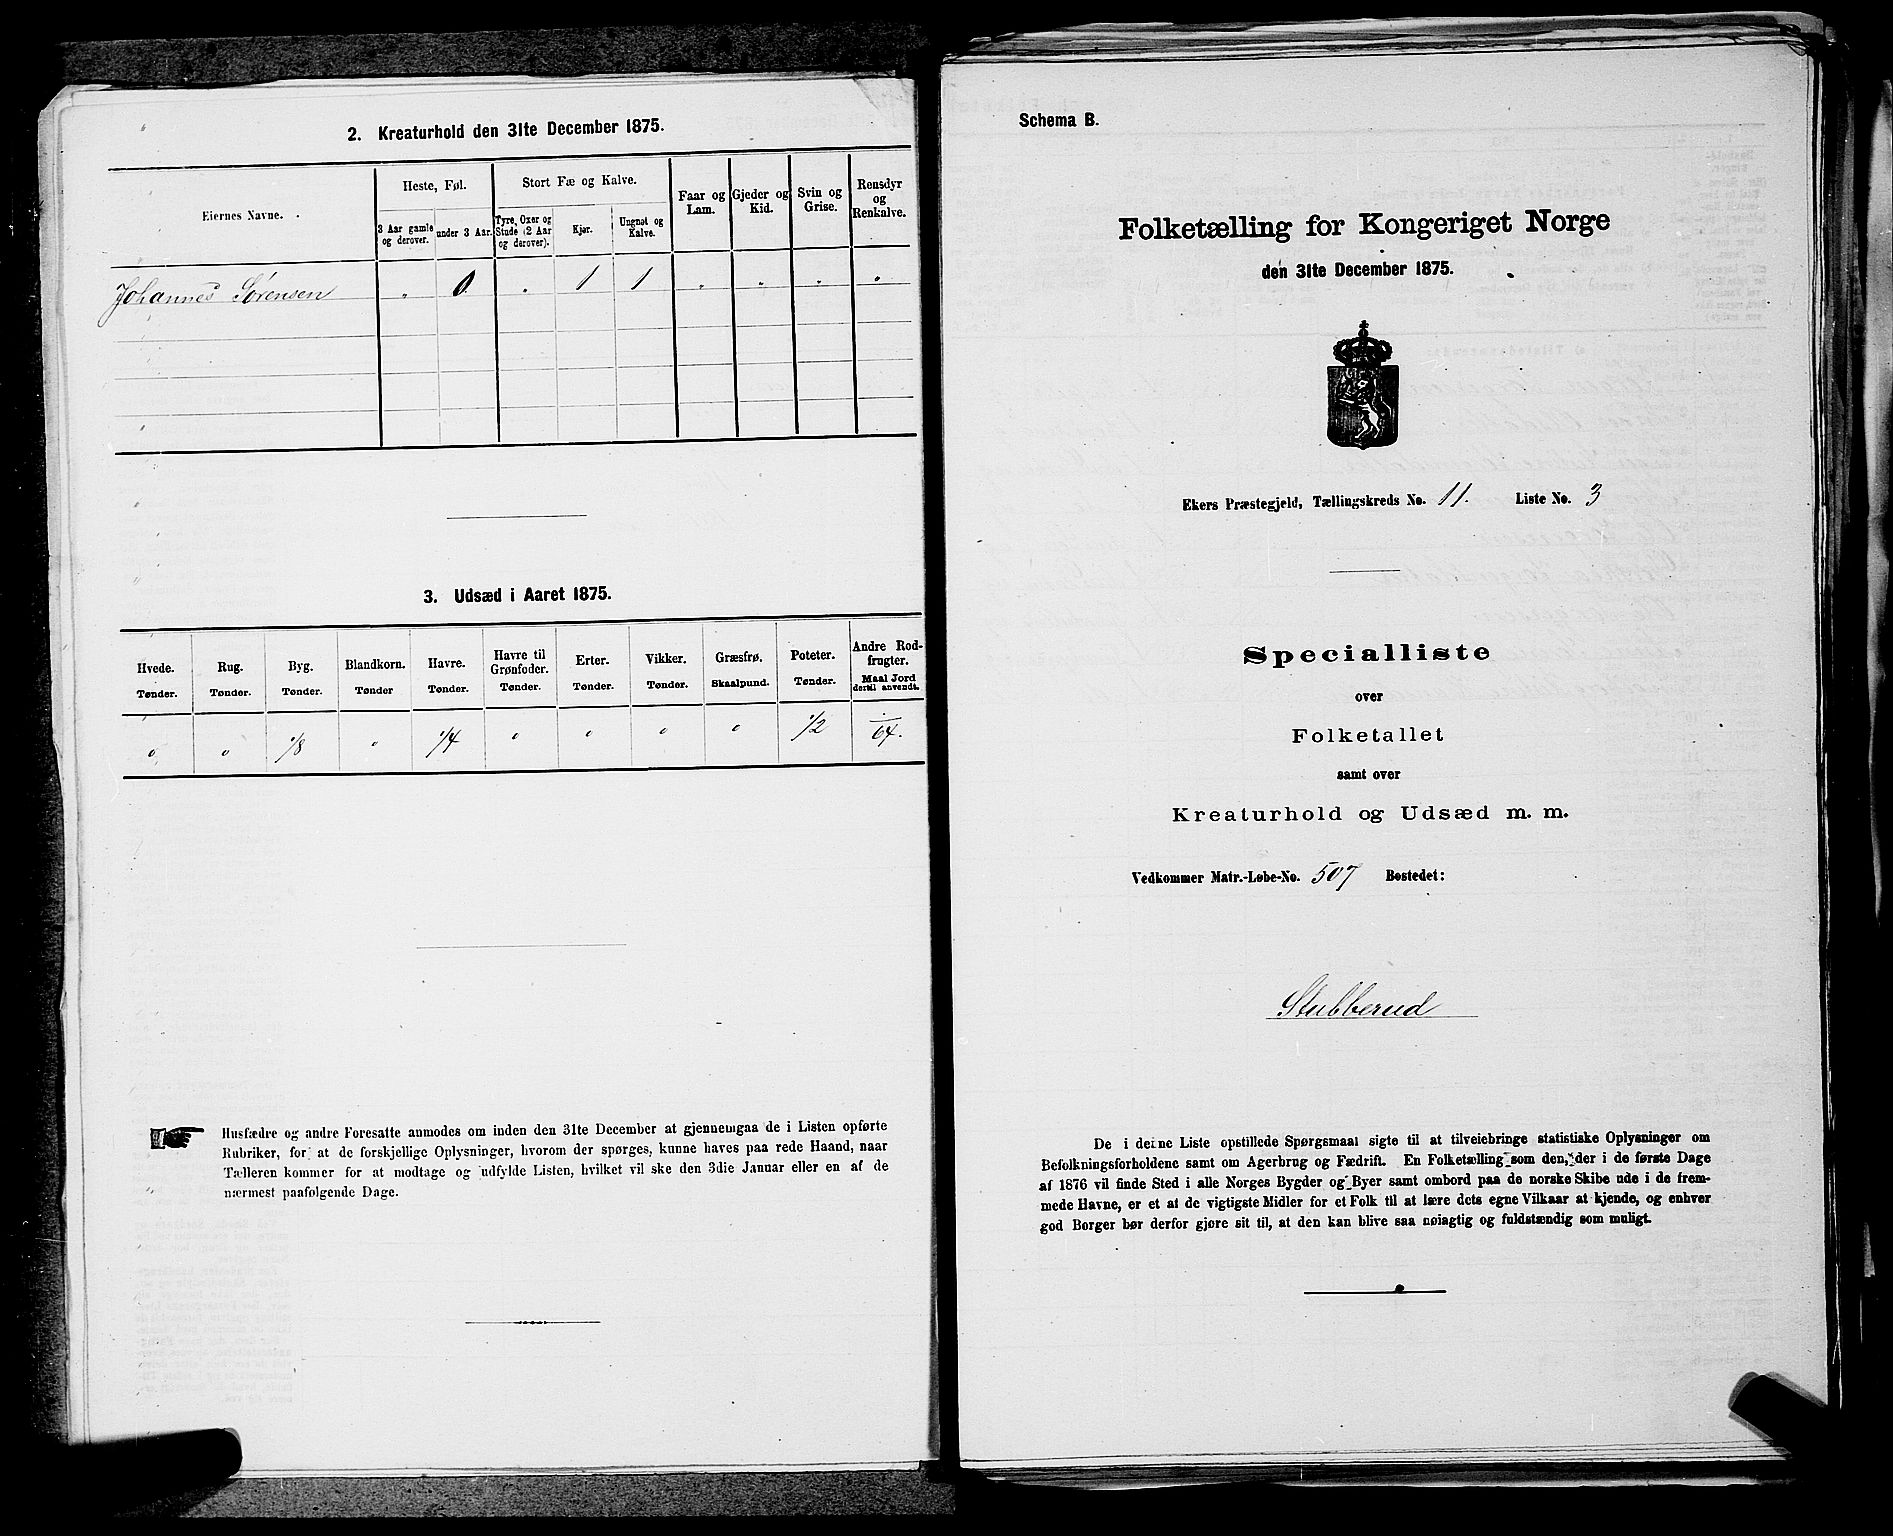 2. Kreaturhold den 31te December 1875.
Eiernes Navne.
Heste, Føl.
Stort Fæ og Kalve.
Faar og Lam.
Gjeder og Kid.
Svin og Grise.
Rensdyr og Renkalve.
3 Aar gamle og derover.
under 3 Aar.
Tyre, Oxer og Stude (2 Aar og derover).
Kjør.
Ungnøt og Kalve.
Johannes Sørensen " 0 " 1 1 " " " "
3. Udsæd i Aaret 1875.
Hvede. Tønder.
Rug. Tønder.
Byg. Tønder.
Blandkorn. Tønder
Havre. Tønder.
Havre til Grønfoder. Tønder.
Erter. Tønder.
Vikker. Tønder.
Græsfrø. Skaalpund.
Poteter. Tønder.
Andre Rodfrugter. Maal Jord dertil anvendt.
" " 1/8 " 1/4 " " " " 1/2
Husfædre og andre Foresatte anmodes om inden den 31te December at gjennemgaa de i Listen opførte
Rubriker, for at de forskjellige Oplysninger, hvorom der spørges, kunne haves paa rede Haand, naar
Tælleren kommer for at modtage og udfylde Listen, hvilket vil ske den 3die Januar eller en af de
nærmest paafølgende Dage.
Schema B.
Folketælling for Kongeriget Norge
den 31te December 1875.
Ekers Præstegjeld, Tællingskreds No. 11. Liste No. 3
Specialliste
over
Folketallet
samt over
Kreaturhold og Udsæd m. m.
Vedkommer Matr.-Løbe-No. 507 Bostedet:
Stubberud
De i denne Liste opstillede Spørgsmaal sigte til at tilveiebringe statistiske Oplysninger om
Befolkningsforholdene samt om Agerbrug og Fædrift. En Folketælling som den, der i de første Dage
af 1876 vil finde Sted i alle Norges Bygder og Byer samt ombord paa de norske Skibe ude i de frem-
mede Havne, er et af de vigtigste Midler for et Folk til at lære dets egne Vilkaar at kjende, og enhver
god Borger bør derfor gjøre sit til, at den kan blive saa nøiagtig og fuldstændig som muligt.